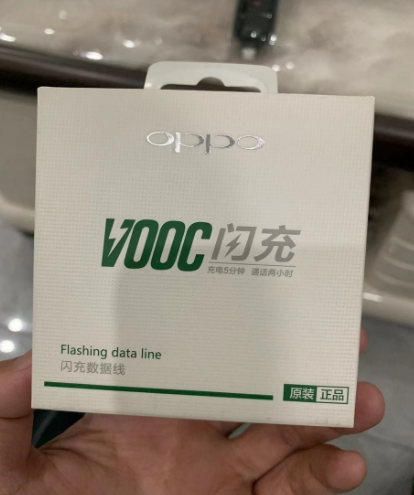 oppo
VOOC闪充
充电5分钟 通话两小时
Flashing data line
闪充数据线
原装 正品